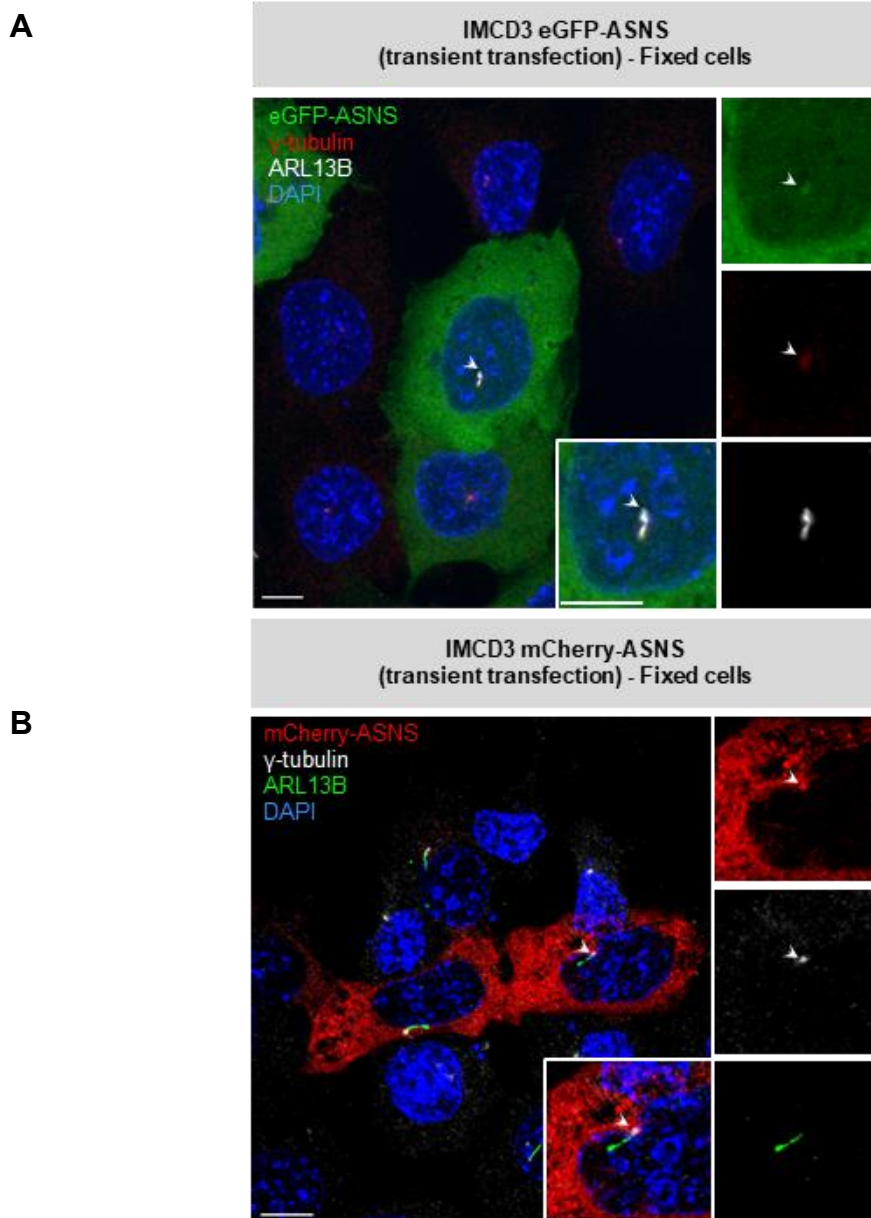 A
IMCD3 eGFP-ASNS
(transient transfection) - Fixed cells
eGFP-ASNS
γ-tubulin
ARL13B
DAPI
IMCD3 mCherry-ASNS
(transient transfection) - Fixed cells
B
mCherry-ASNS
γ-tubulin
ARL13B
DAPI